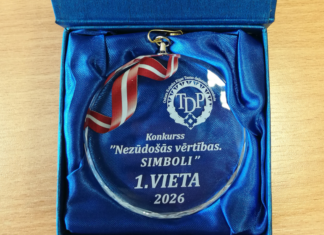 TDP
Konkurss
"Nezūdošās vērtības.
SIMBOLI"
1.VIETA
2026